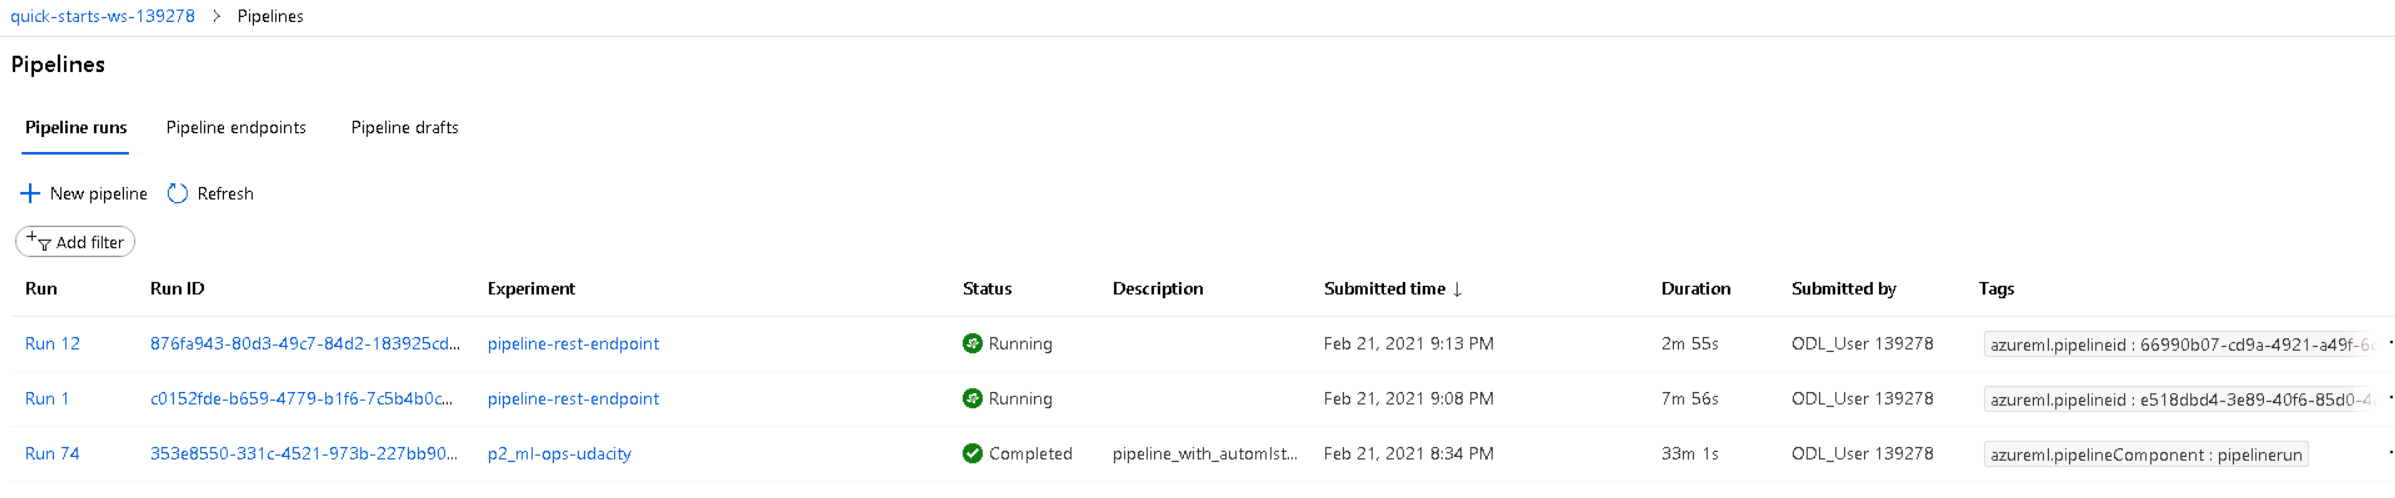 quick-starts-ws-139278 > Pipelines
Pipelines
Pipeline runs Pipeline endpoints Pipeline drafts
New pipeline Refresh
Add filter
Run Run ID Experiment Status Description Submitted time ↓ Duration Submitted by Tags
Run 12 876fa943-80d3-49c7-84d2-183925cd... pipeline-rest-endpoint Running Feb 21, 2021 9:13 PM 2m 55s ODL_User 139278 azureml.pipelineid : 66990b07-cd9a-4921-a49f-6c
Run 1 c0152fde-b659-4779-b1f6-7c5b4b0c... pipeline-rest-endpoint Running Feb 21, 2021 9:08 PM 7m 56s ODL_User 139278 azureml.pipelineid : e518dbd4-3e89-40f6-85d0-4
Run 74 353e8550-331c-4521-973b-227bb90... p2_ml-ops-udacity Completed pipeline_with_automlst... Feb 21, 2021 8:34 PM 33m 1s ODL_User 139278 azureml.pipelineComponent : pipelinerun